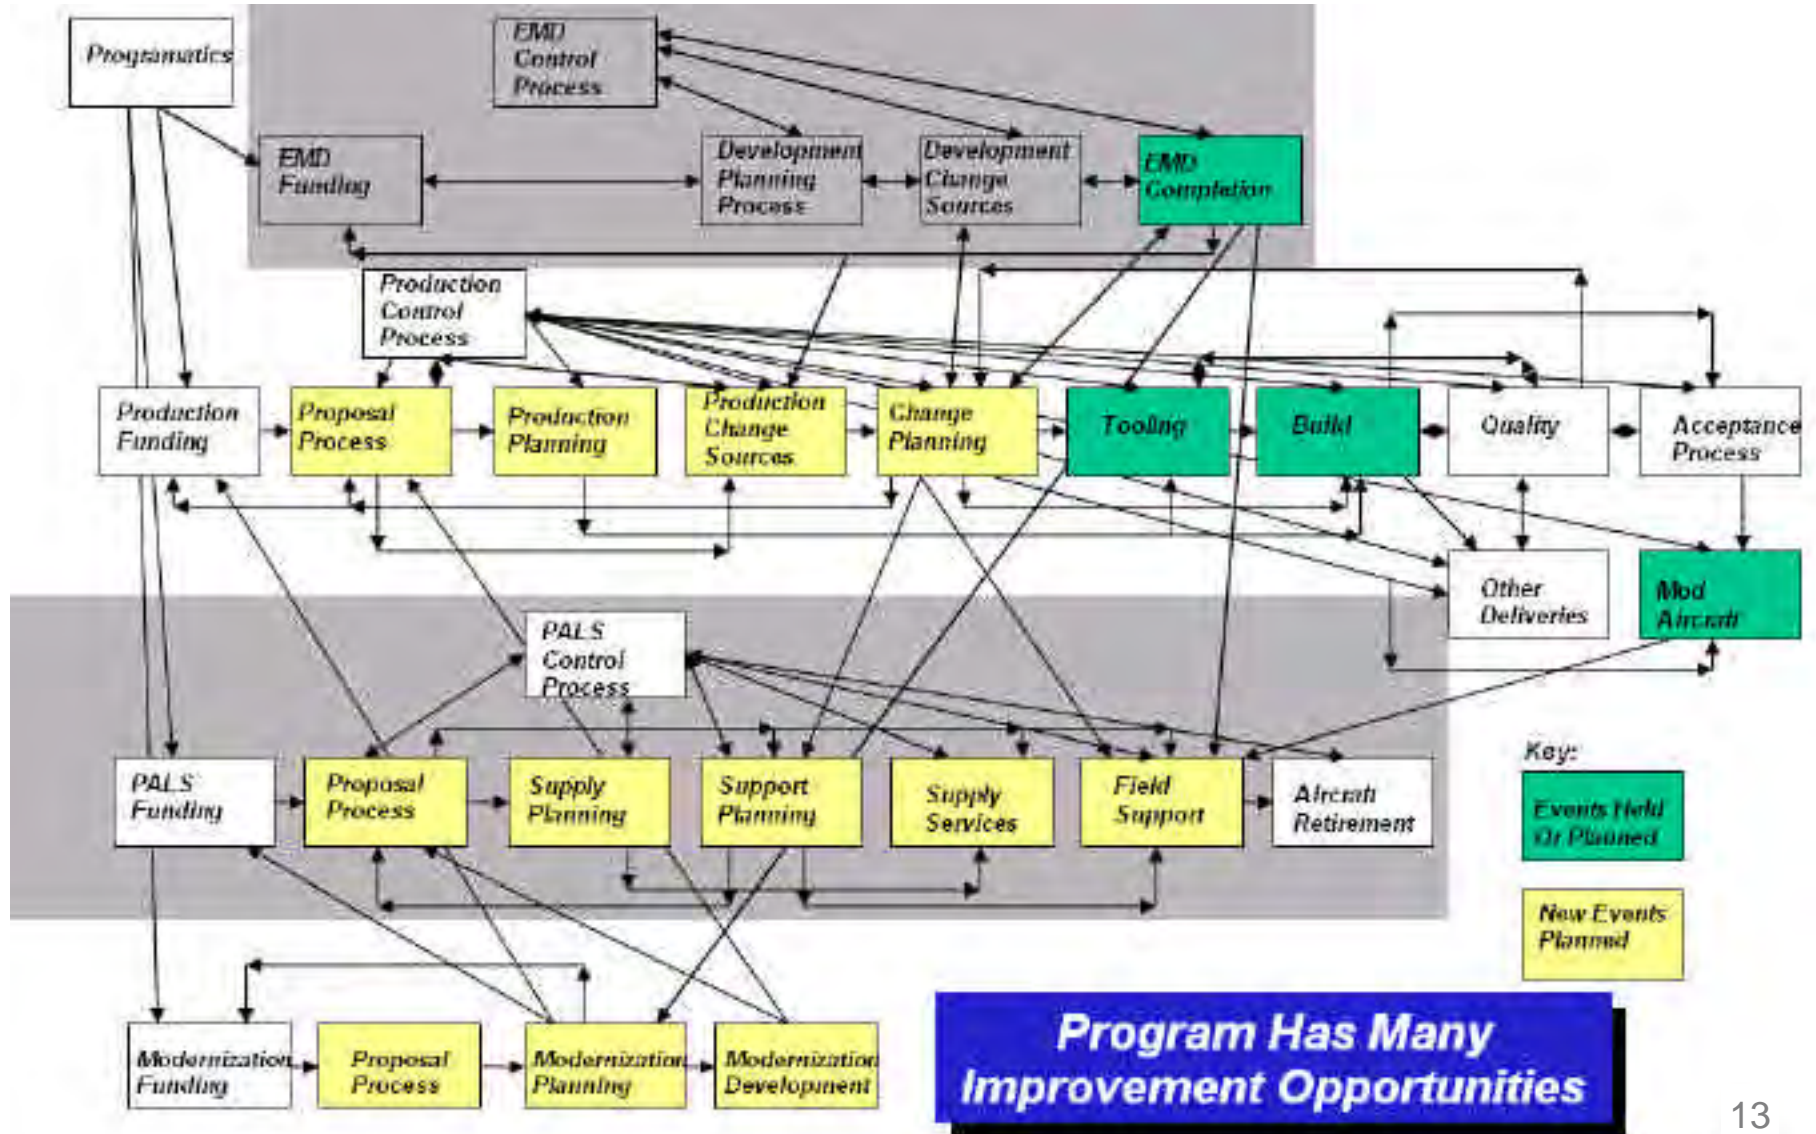 Programatics
EMD
Control
Process
EMD
Funding
Development
Planning
Process
Development
Change
Sources
EMD
Completion
Production
Control
Process
Production
Funding
Proposal
Process
Production
Planning
Production
Change
Sources
Change
Planning
Tooling
Build
Quality
Acceptance
Process
Other
Deliveries
Mod
Aircraft
PALS
Control
Process
PALS
Funding
Proposal
Process
Supply
Planning
Support
Planning
Supply
Services
Field
Support
Aircraft
Retirement
Key:
Events Held
Or Planned
New Events
Planned
Modernization
Funding
Proposal
Process
Modernization
Planning
Modernization
Development
Program Has Many
Improvement Opportunities
13